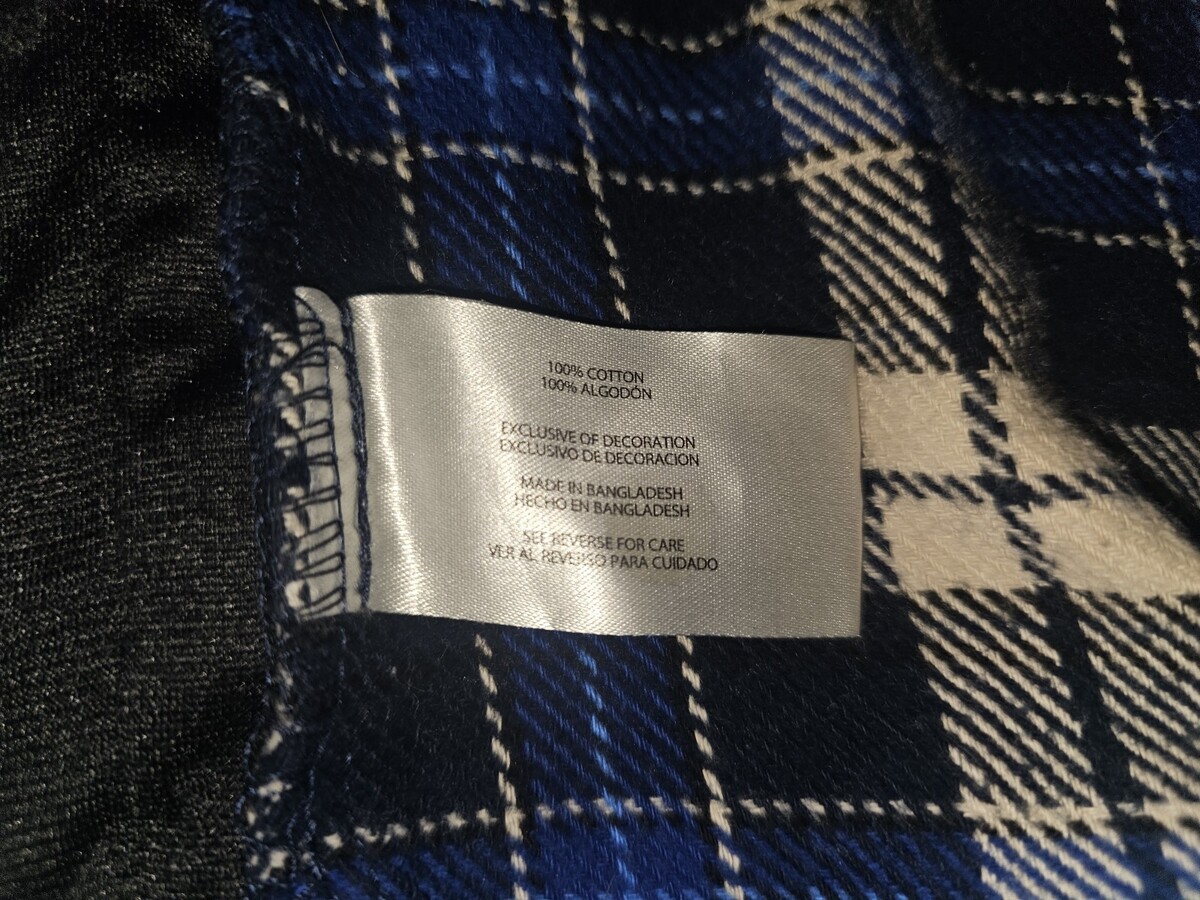 100% COTTON
100% ALGODÓN
EXCLUSIVE OF DECORATION
EXCLUSIVO DE DECORACION
MADE IN BANGLADESH
HECHO EN BANGLADESH
SEE REVERSE FOR CARE
VER AL REVERSO PARA CUIDADO